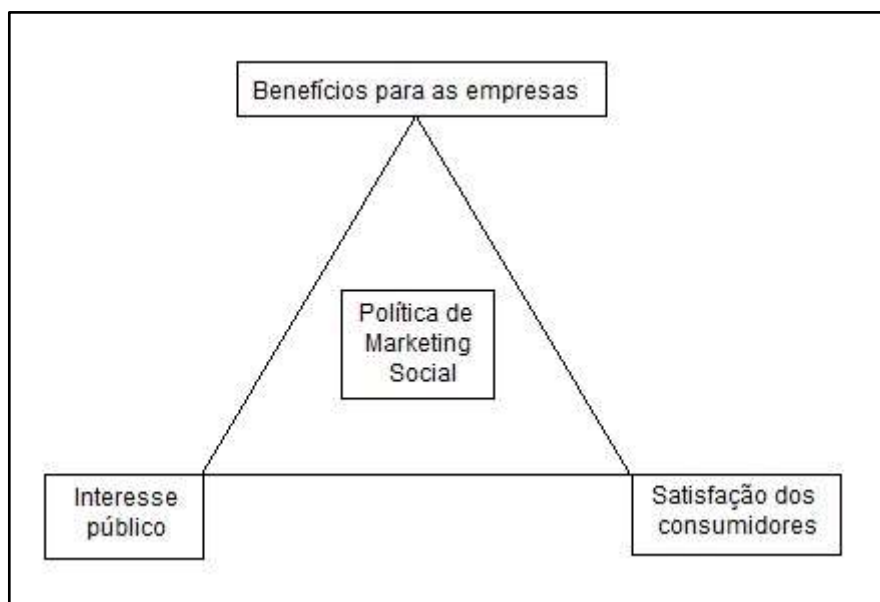 Benefícios para as empresas
Política de
Marketing
Social
Interesse
público
Satisfação dos
consumidores